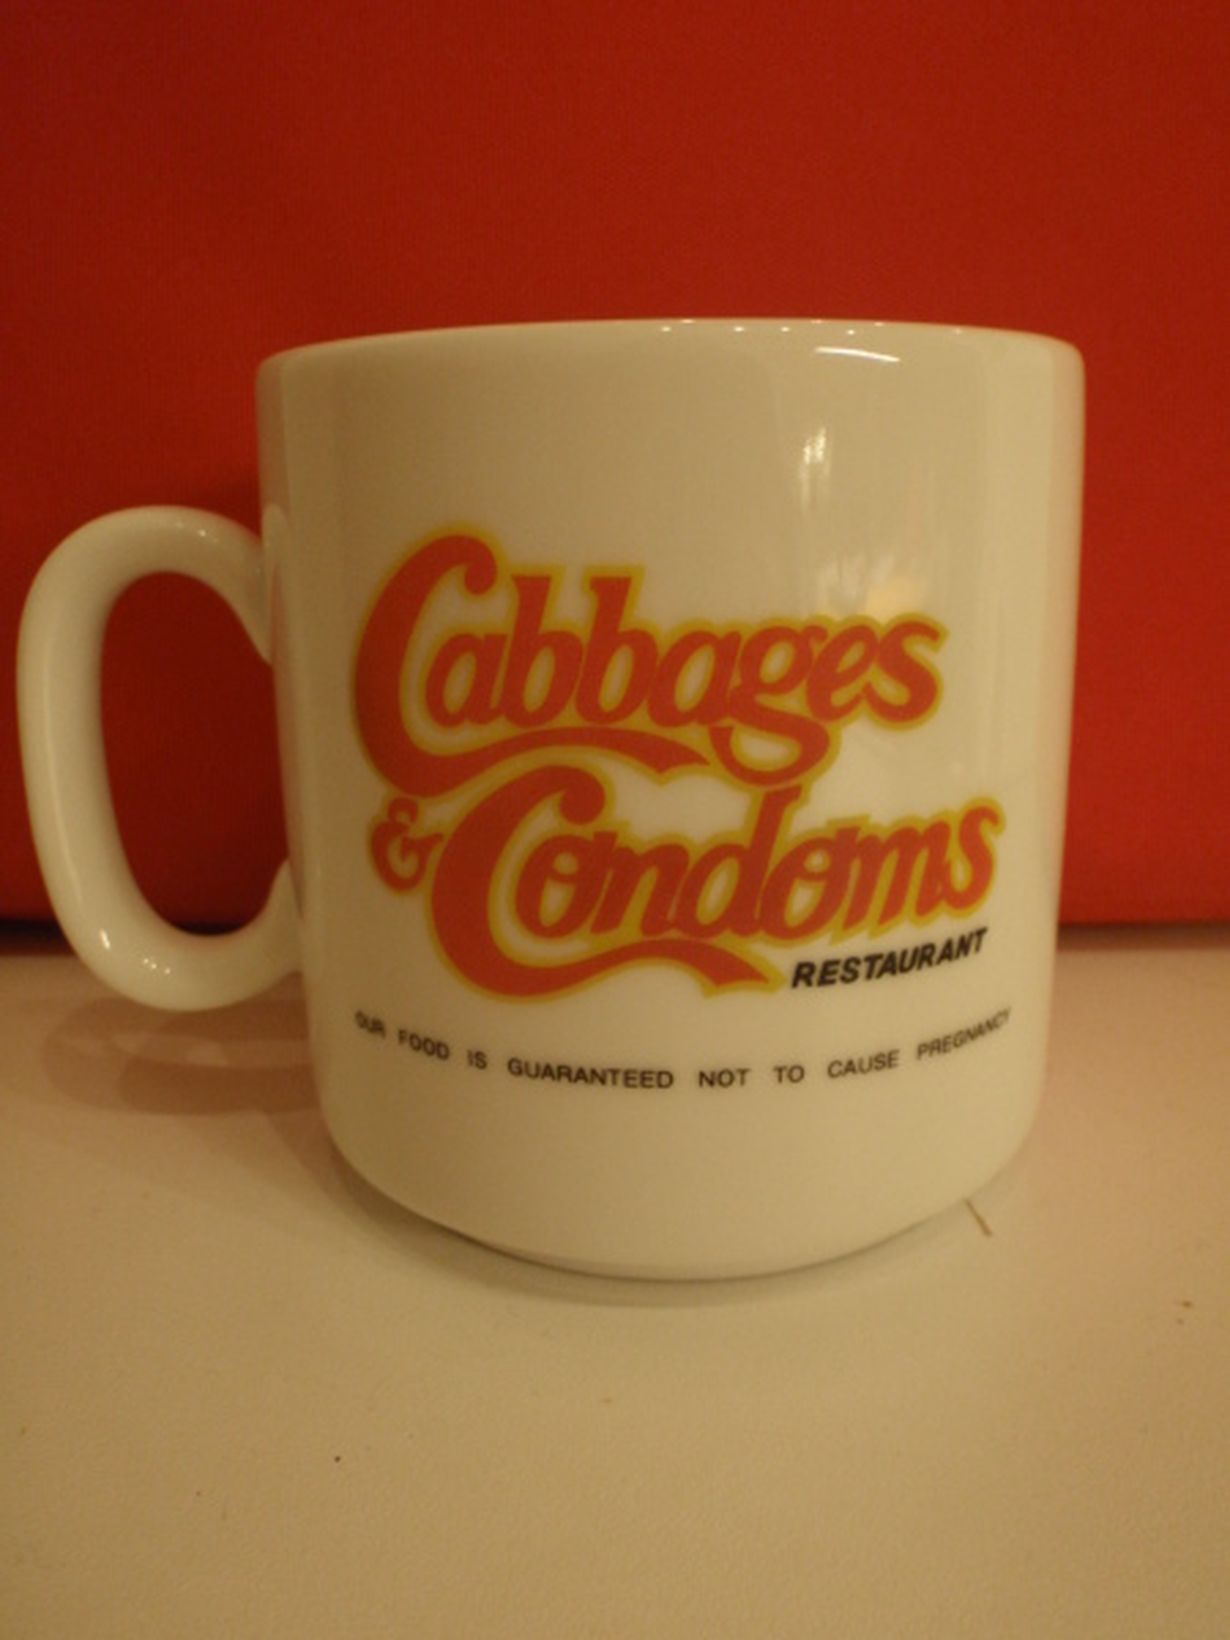 Cabbages
& Condoms
RESTAURANT
OUR FOOD IS GUARANTEED NOT TO CAUSE PREGNANCY